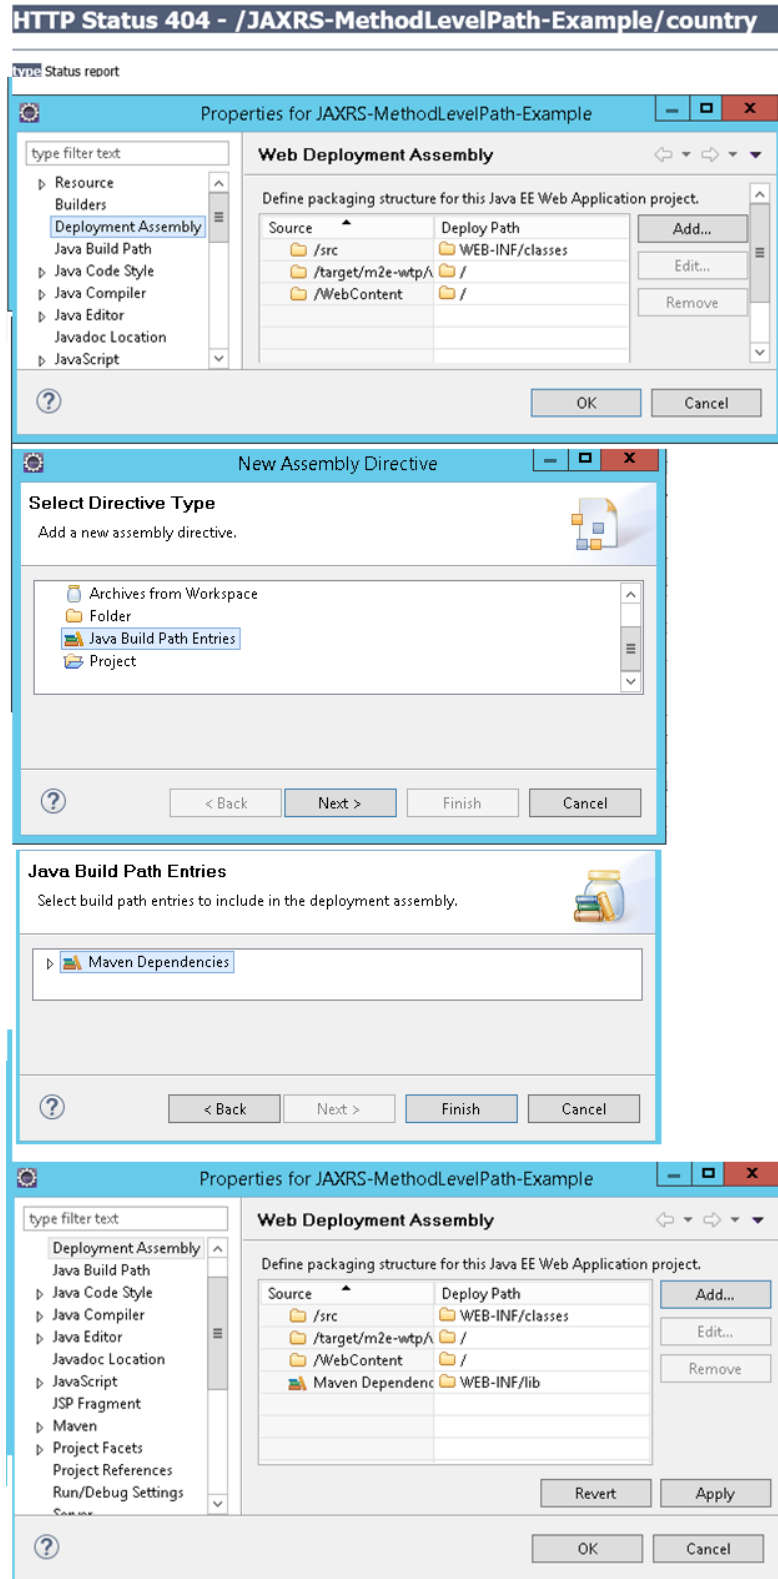 HTTP Status 404 - /JAXRS-MethodLevelPath-Example/country
type Status report
Properties for JAXRS-MethodLevelPath-Example
type filter text
Resource
Builders
Deployment Assembly
Java Build Path
Java Code Style
Java Compiler
Java Editor
Javadoc Location
JavaScript
Web Deployment Assembly
Define packaging structure for this Java EE Web Application project.
Source Deploy Path
/src WEB-INF/classes
/target/m2e-wtp/ /
/WebContent /
Add...
Edit...
Remove
OK Cancel
New Assembly Directive
Select Directive Type
Add a new assembly directive.
Archives from Workspace
Folder
Java Build Path Entries
Project
< Back Next > Finish Cancel
Java Build Path Entries
Select build path entries to include in the deployment assembly.
Maven Dependencies
< Back Next > Finish Cancel
Properties for JAXRS-MethodLevelPath-Example
type filter text
Deployment Assembly
Java Build Path
Java Code Style
Java Compiler
Java Editor
Javadoc Location
JavaScript
JSP Fragment
Maven
Project Facets
Project References
Run/Debug Settings
Server
Web Deployment Assembly
Define packaging structure for this Java EE Web Application project.
Source Deploy Path
/src WEB-INF/classes
/target/m2e-wtp/ /
/WebContent /
Maven Dependenc WEB-INF/lib
Add...
Edit...
Remove
Revert Apply
OK Cancel